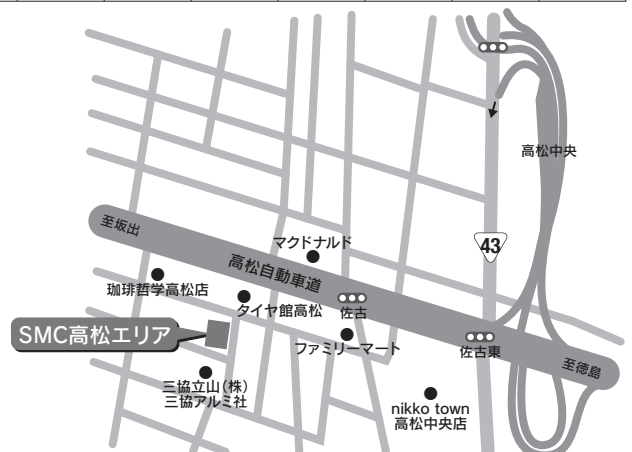 高松中央
43
至坂出
マクドナルド
高松自動車道
珈琲哲学高松店
タイヤ館高松
佐古
SMC高松エリア
ファミリーマート
佐古東
至徳島
三協立山(株)
三協アルミ社
nikko town
高松中央店